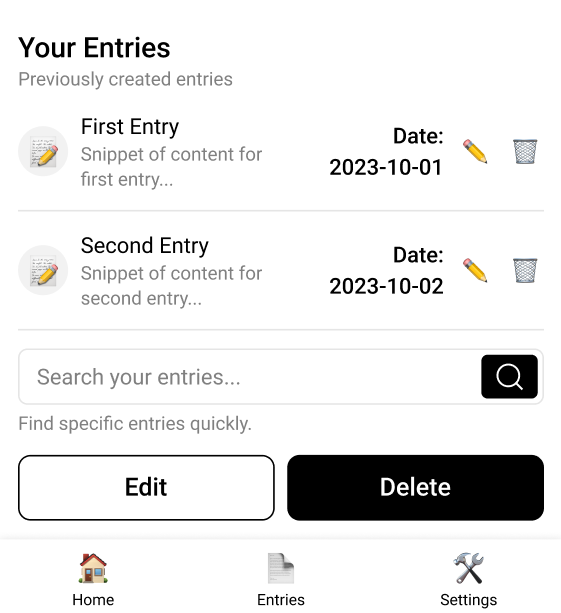 Your Entries
Previously created entries
First Entry
Snippet of content for
first entry...
Date:
2023-10-01
Second Entry
Snippet of content for
second entry...
Date:
2023-10-02
Search your entries...
Find specific entries quickly.
Edit
Delete
Home
Entries
Settings